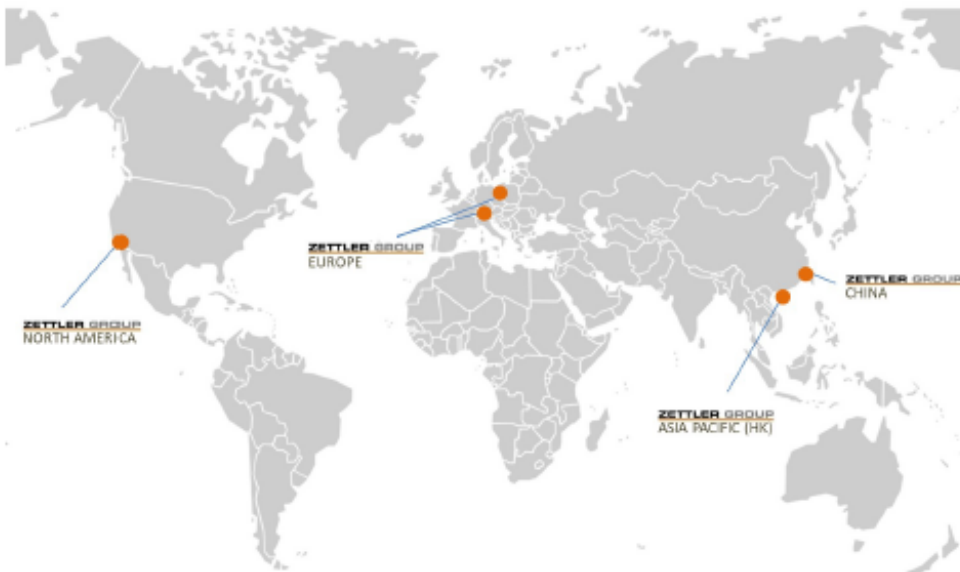 ZETTLER GROUP
EUROPE
ZETTLER GROUP
CHINA
ZETTLER GROUP
NORTH AMERICA
ZETTLER GROUP
ASIA PACIFIC (HK)